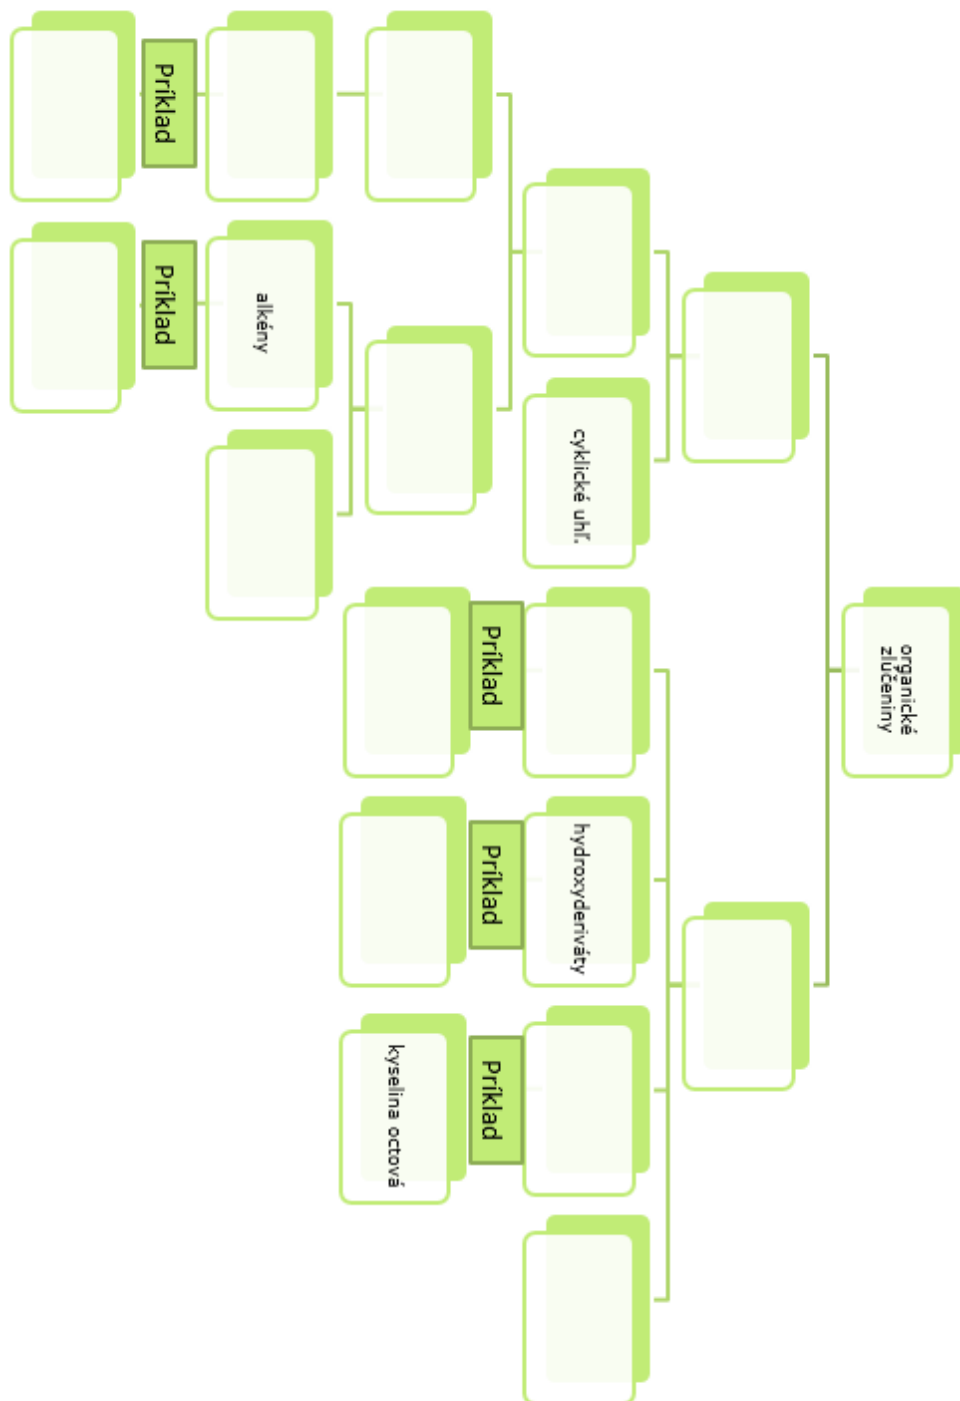 organické
zlúčeniny
cyklické uhľ.
hydroxyderiváty
alkény
kyselina octová
Príklad
Príklad
Príklad
Príklad
Príklad